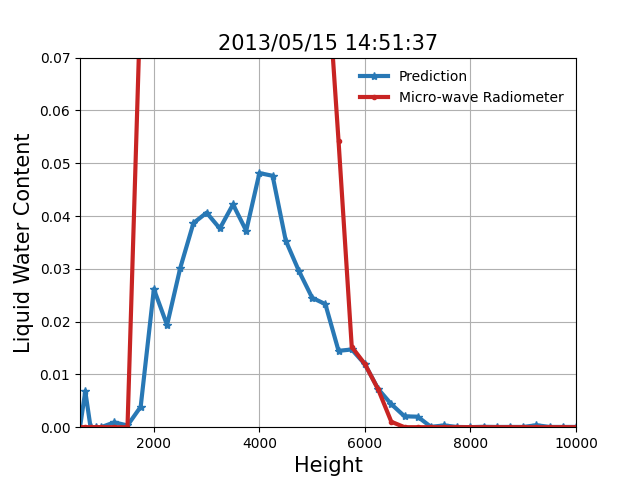 2013/05/15 14:51:37
Prediction
Micro-wave Radiometer
Liquid Water Content
0.07
0.06
0.05
0.04
0.03
0.02
0.01
0.00
2000 4000 6000 8000 10000
Height